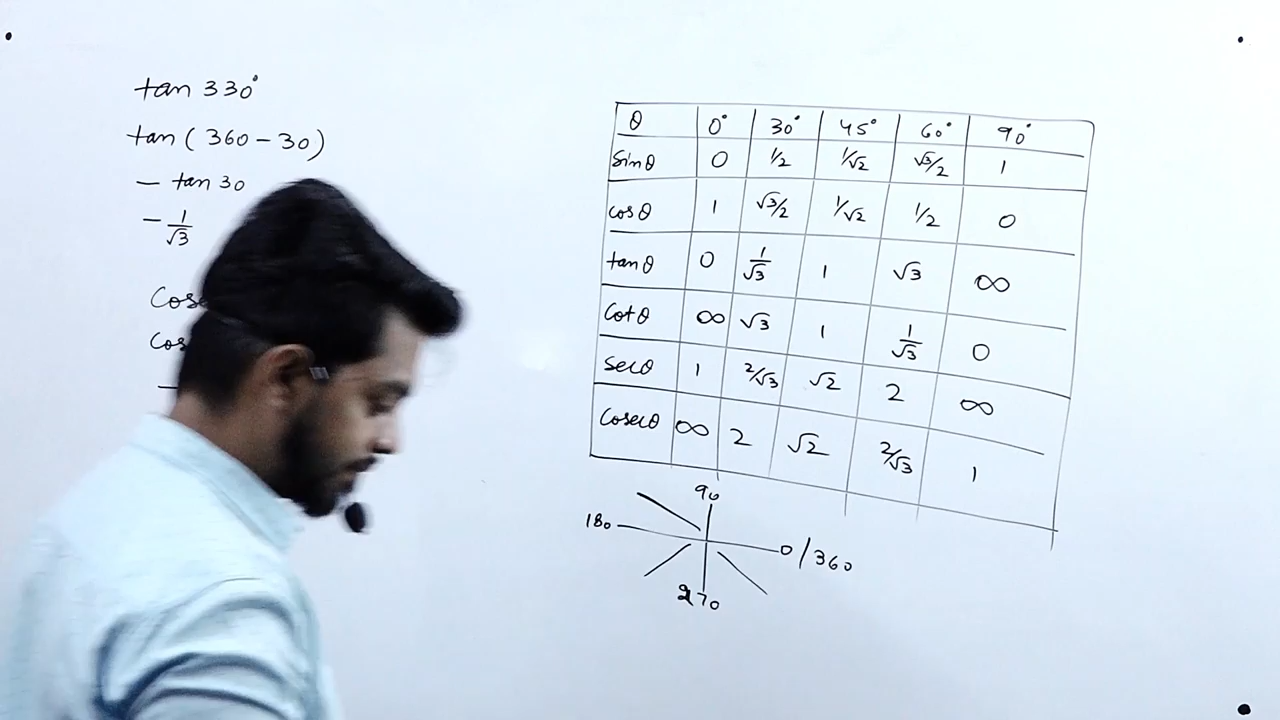 tan 330°
tan ( 360 - 30 )
- tan 30
- 1/√3
θ 0° 30° 45° 60° 90°
sinθ 0 1/2 1/√2 √3/2 1
cosθ 1 √3/2 1/√2 1/2 0
tanθ 0 1/√3 1 √3 ∞
cotθ ∞ √3 1 1/√3 0
secθ 1 2/√3 √2 2 ∞
cosecθ ∞ 2 √2 2/√3 1
90
180
0/360
270